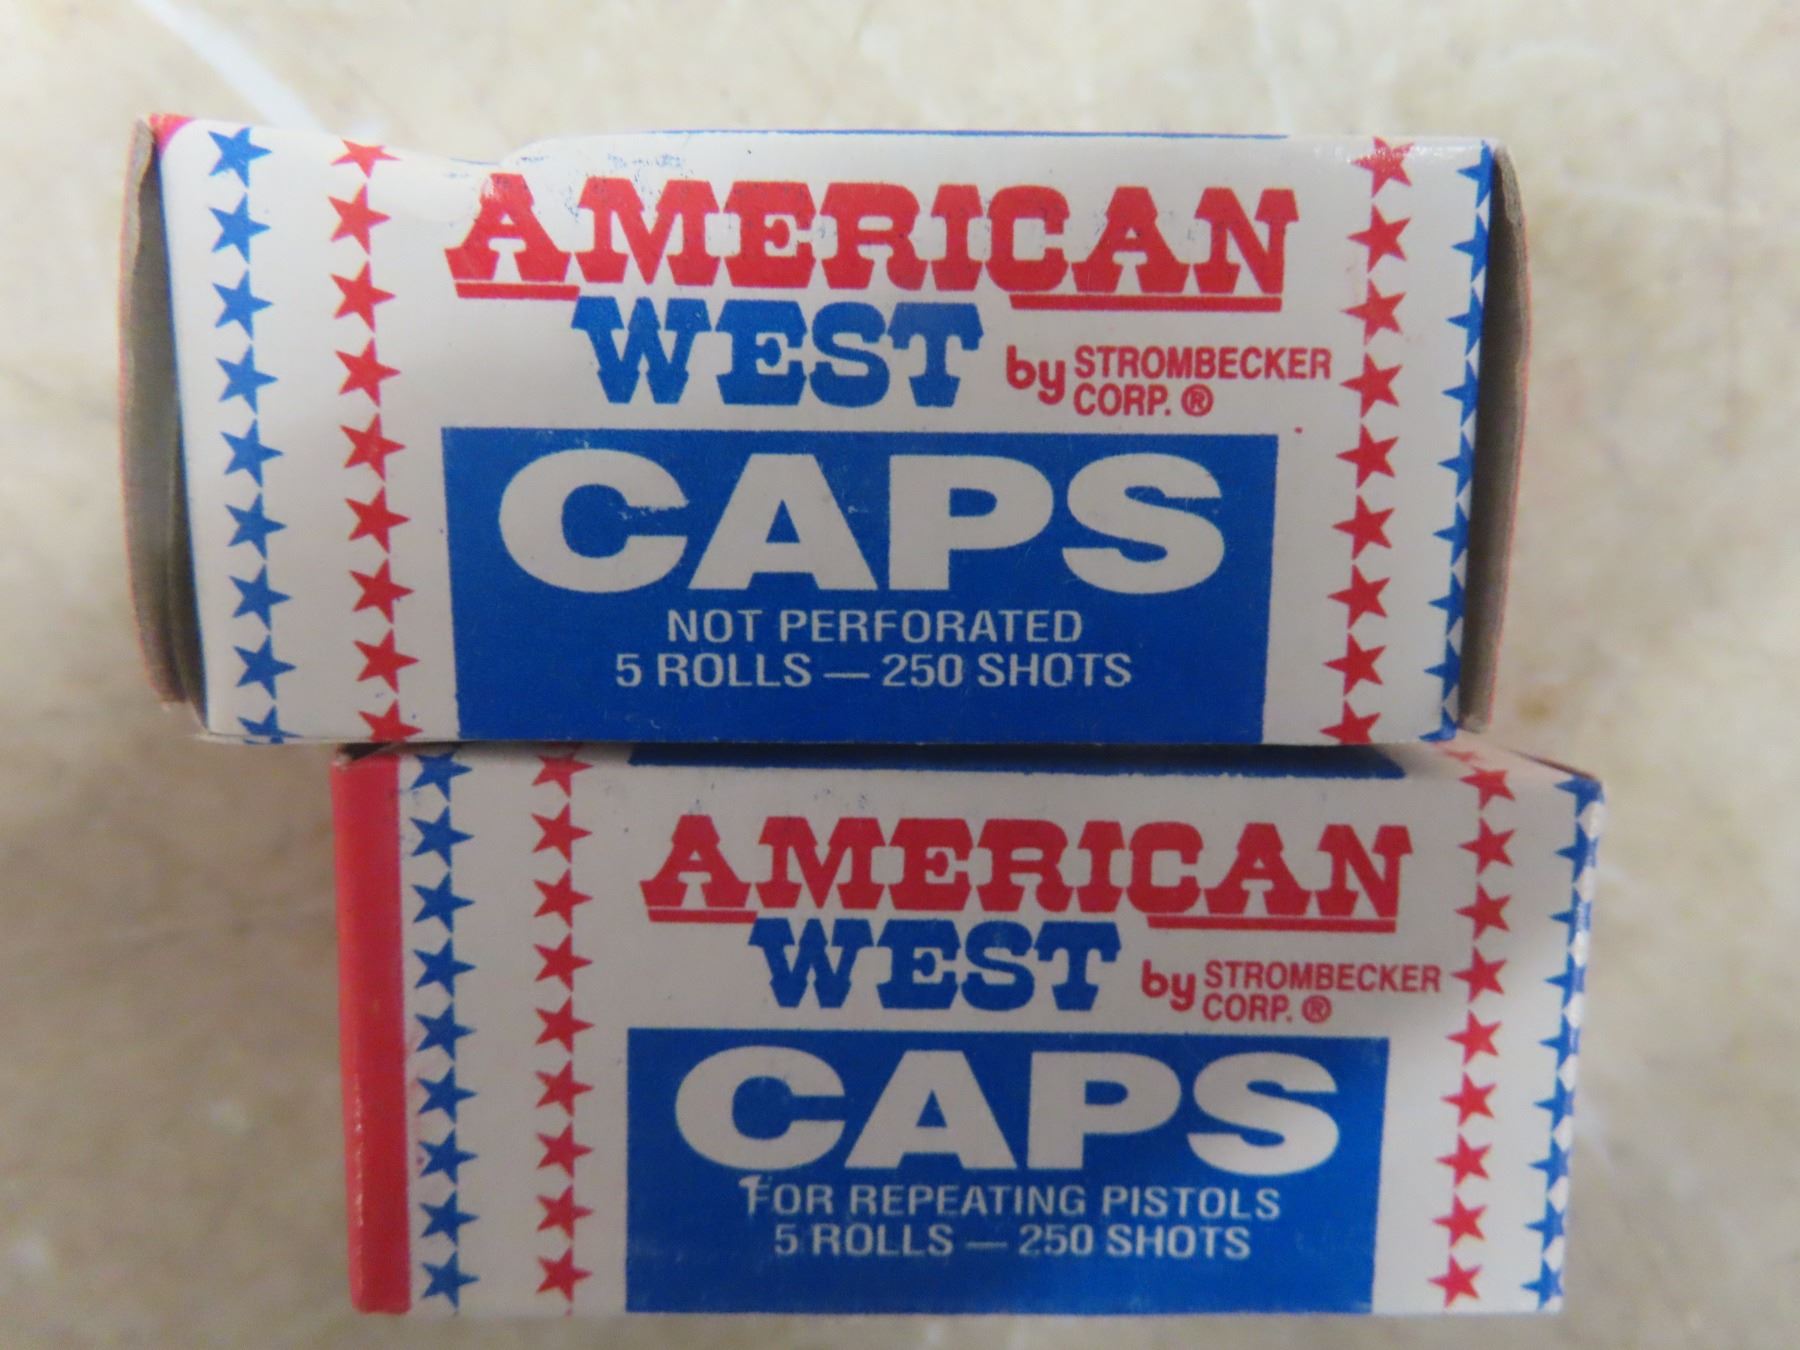 AMERICAN
WEST by STROMBECKER
CORP. ®
CAPS
NOT PERFORATED
5 ROLLS — 250 SHOTS
AMERICAN
WEST by STROMBECKER
CORP. ®
CAPS
FOR REPEATING PISTOLS
5 ROLLS — 250 SHOTS